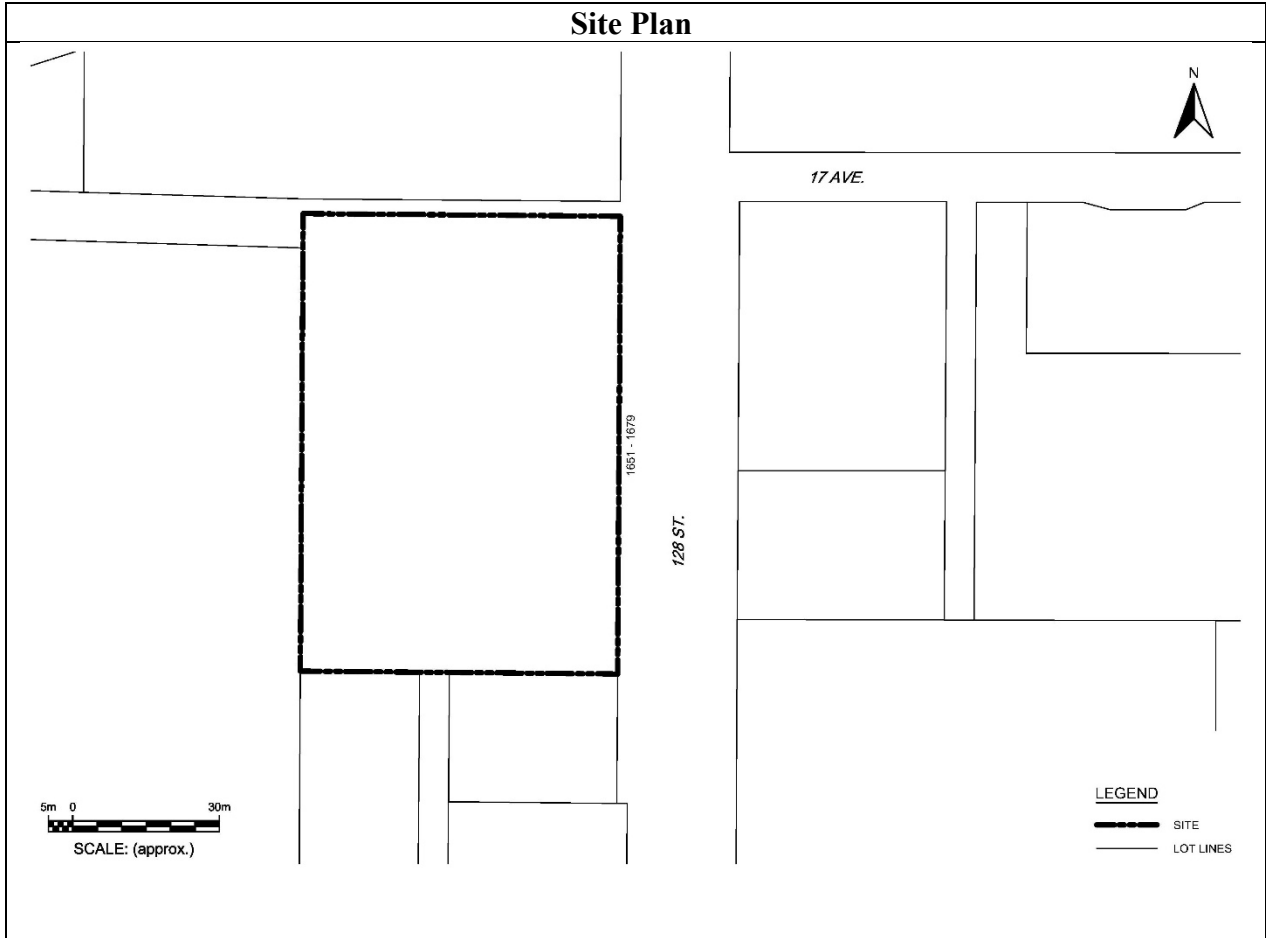 Site Plan
N
17 AVE.
1651 - 1679
128 ST.
5m 0 30m
SCALE: (approx.)
LEGEND
SITE
LOT LINES